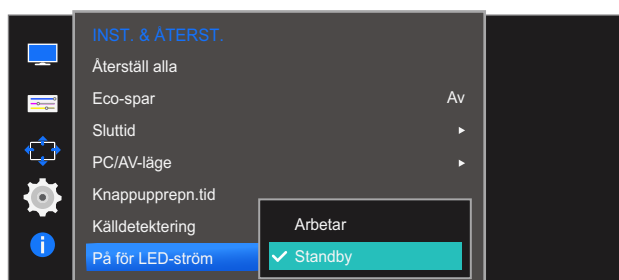 INST. & ÅTERST.
Återställ alla
Eco-spar Av
Sluttid
PC/AV-läge
Knappupprepn.tid
Källdetektering
På för LED-ström
Arbetar
Standby